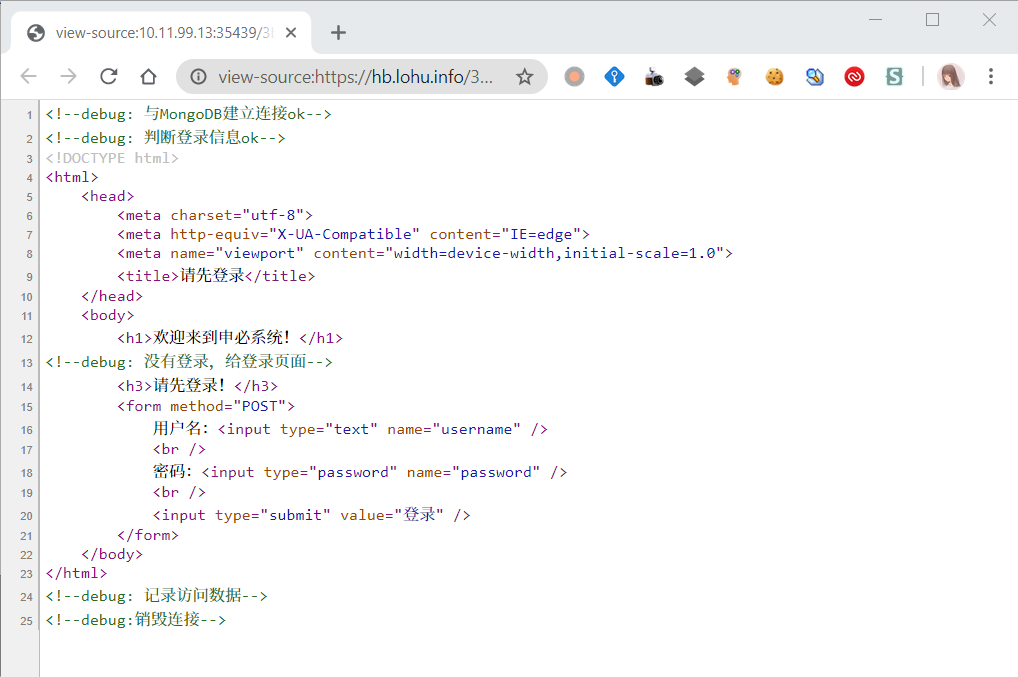 view-source:10.11.99.13:35439/3
view-source:https://hb.lohu.info/3...
1 <!--debug: 与MongoDB建立连接ok-->
2 <!--debug: 判断登录信息ok-->
3 <!DOCTYPE html>
4 <html>
5 <head>
6 <meta charset="utf-8">
7 <meta http-equiv="X-UA-Compatible" content="IE=edge">
8 <meta name="viewport" content="width=device-width,initial-scale=1.0">
9 <title>请先登录</title>
10 </head>
11 <body>
12 <h1>欢迎来到申必系统！</h1>
13 <!--debug: 没有登录，给登录页面-->
14 <h3>请先登录！</h3>
15 <form method="POST">
16 用户名：<input type="text" name="username" />
17 <br />
18 密码：<input type="password" name="password" />
19 <br />
20 <input type="submit" value="登录" />
21 </form>
22 </body>
23 </html>
24 <!--debug: 记录访问数据-->
25 <!--debug:销毁连接-->